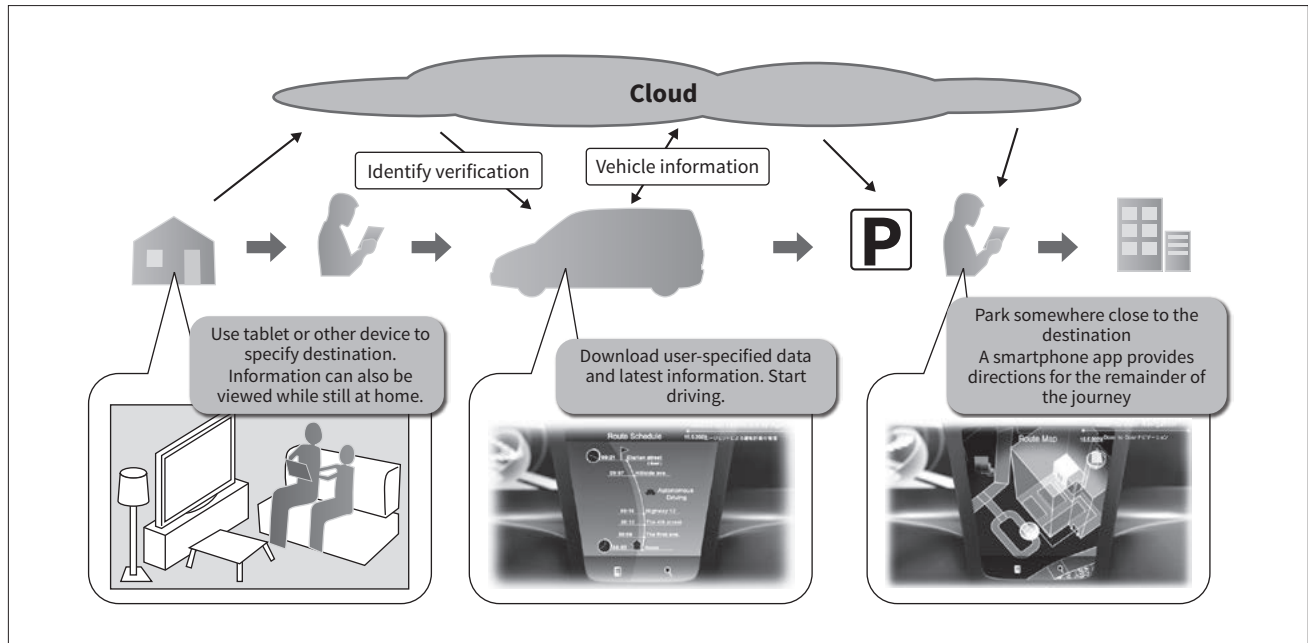 Cloud
Identify verification
Vehicle information
P
Use tablet or other device to
specify destination.
Information can also be
viewed while still at home.
Download user-specified data
and latest information. Start
driving.
Park somewhere close to the
destination
A smartphone app provides
directions for the remainder of
the journey
Route Schedule
Autonomous
Driving
Highway 12
Route Map